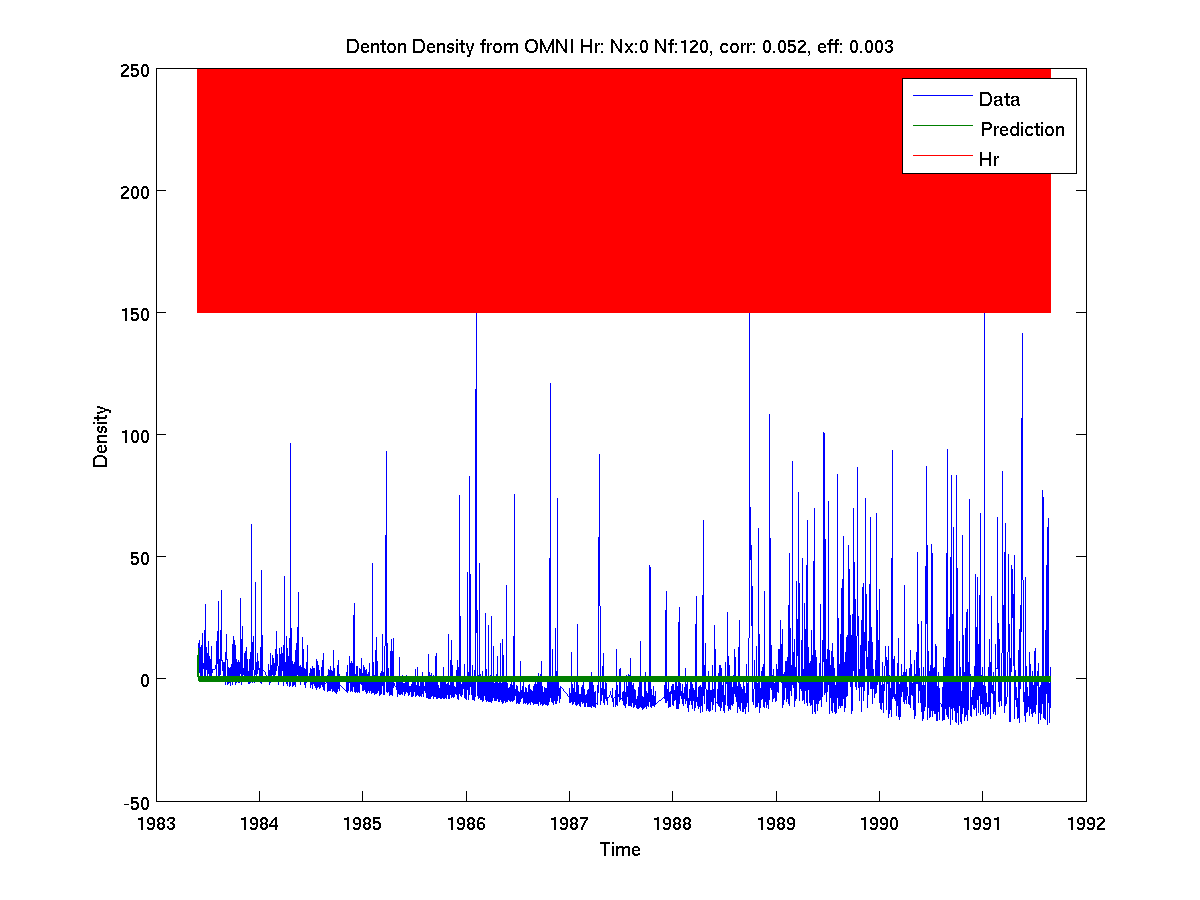 Denton Density from OMNI Hr: Nx:0 Nf:120, corr: 0.052, eff: 0.003
250
200
150
100
50
0
-50
Density
Data
Prediction
Hr
1983 1984 1985 1986 1987 1988 1989 1990 1991 1992
Time